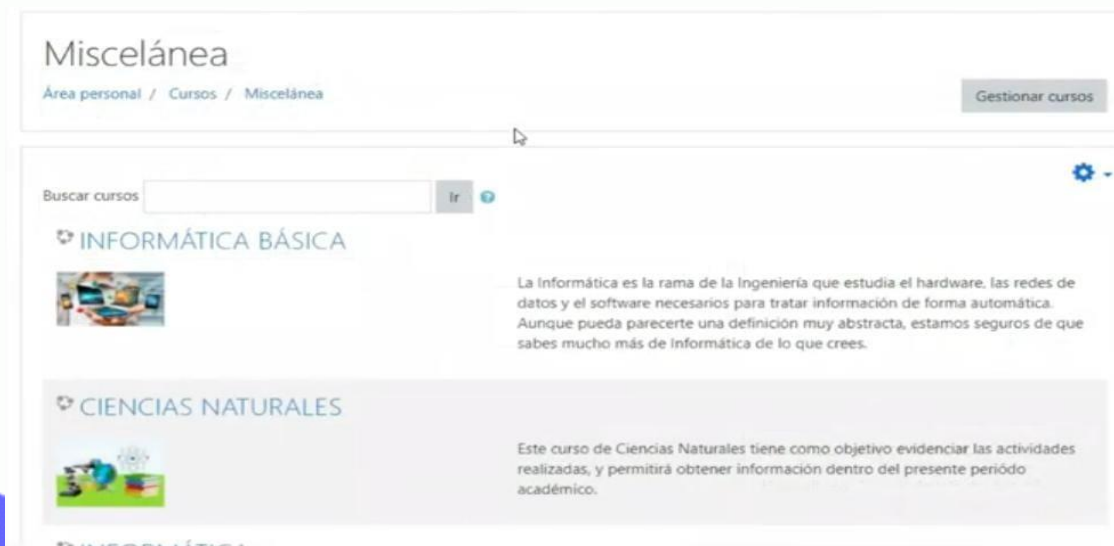 Miscelánea
Área personal / Cursos / Miscelánea
Gestionar cursos
Buscar cursos
Ir
INFORMÁTICA BÁSICA
La Informática es la rama de la Ingeniería que estudia el hardware, las redes de
datos y el software necesarios para tratar información de forma automática.
Aunque pueda parecerte una definición muy abstracta, estamos seguros de que
sabes mucho más de Informática de lo que crees.
CIENCIAS NATURALES
Este curso de Ciencias Naturales tiene como objetivo evidenciar las actividades
realizadas, y permitirá obtener información dentro del presente periódo
académico.